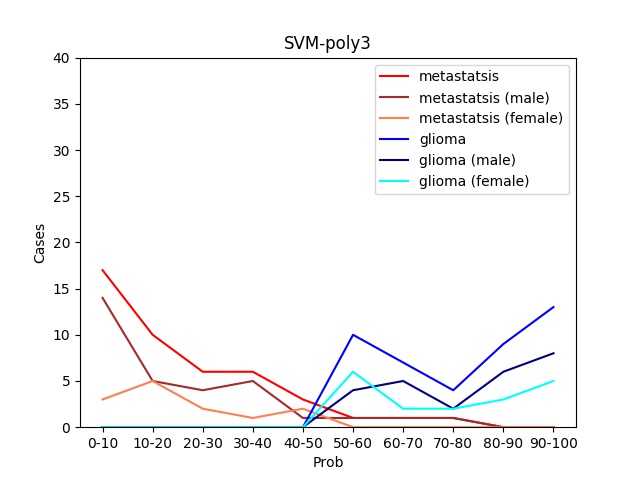 SVM-poly3
40
35
30
25
20
15
10
5
0
Cases
metastatsis
metastatsis (male)
metastatsis (female)
glioma
glioma (male)
glioma (female)
0-10 10-20 20-30 30-40 40-50 50-60 60-70 70-80 80-90 90-100
Prob